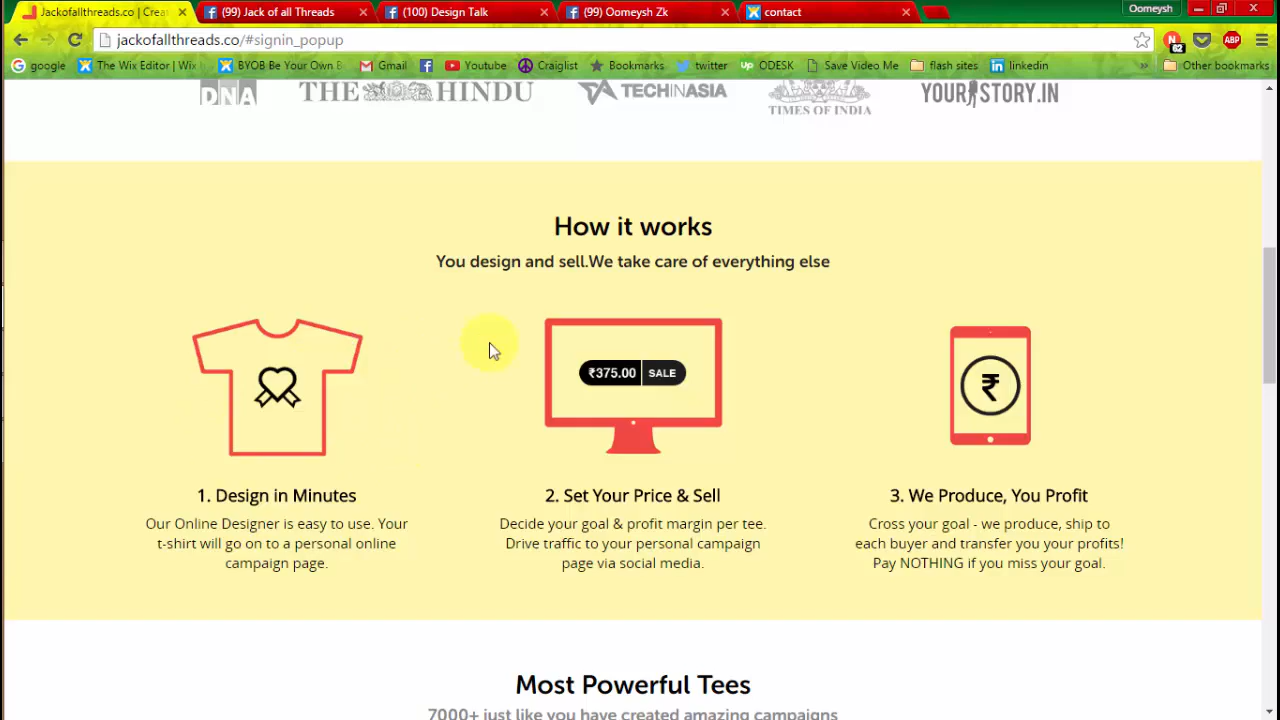 Jackofallthreads.co | Crea
(99) Jack of all Threads
(100) Design Talk
(99) Oomeysh Zk
contact
Oomeysh
jackofallthreads.co/#signin_popup
N
82
ABP
google
The Wix Editor | Wix
BYOB Be Your Own B
Gmail
Youtube
Craiglist
Bookmarks
twitter
Up ODESK
Save Video Me
flash sites
linkedin
»
Other bookmarks
DNA
THE HINDU
TECHINASIA
TIMES OF INDIA
YOURSTORY.IN
How it works
You design and sell.We take care of everything else
₹375.00 SALE
₹
1. Design in Minutes
Our Online Designer is easy to use. Your
t-shirt will go on to a personal online
campaign page.
2. Set Your Price & Sell
Decide your goal & profit margin per tee.
Drive traffic to your personal campaign
page via social media.
3. We Produce, You Profit
Cross your goal - we produce, ship to
each buyer and transfer you your profits!
Pay NOTHING if you miss your goal.
Most Powerful Tees
7000+ just like you have created amazing campaigns